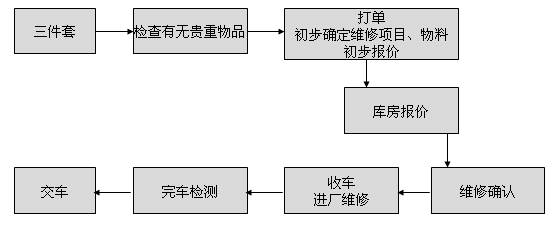 三件套
检查有无贵重物品
打单
初步确定维修项目、物料
初步报价
库房报价
维修确认
收车
进厂维修
完车检测
交车